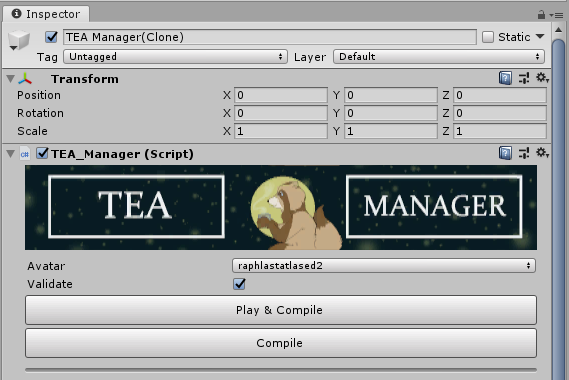 Inspector
TEA Manager(Clone) Static
Tag Untagged Layer Default
Transform
Position X 0 Y 0 Z 0
Rotation X 0 Y 0 Z 0
Scale X 1 Y 1 Z 1
TEA_Manager (Script)
TEA MANAGER
Avatar raphlastatlased2
Validate
Play & Compile
Compile